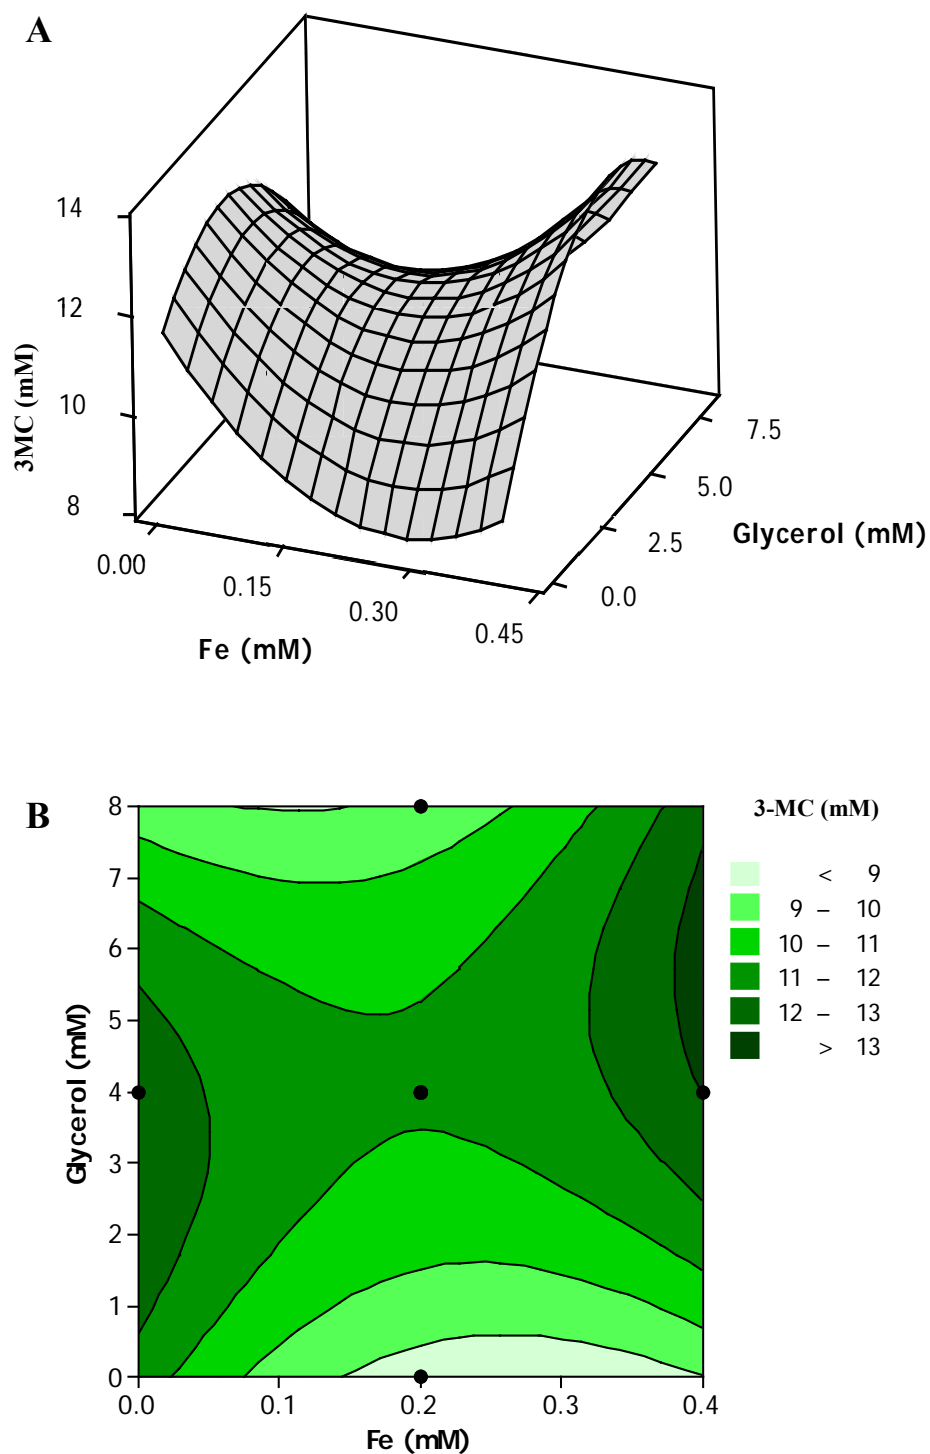 A
14
12
10
8
3MC (mM)
0.00
0.15
0.30
0.45
Fe (mM)
7.5
5.0
2.5
0.0
Glycerol (mM)
B
8
7
6
5
4
3
2
1
0
Glycerol (mM)
0.0 0.1 0.2 0.3 0.4
Fe (mM)
3-MC (mM)
< 9
9 – 10
10 – 11
11 – 12
12 – 13
> 13